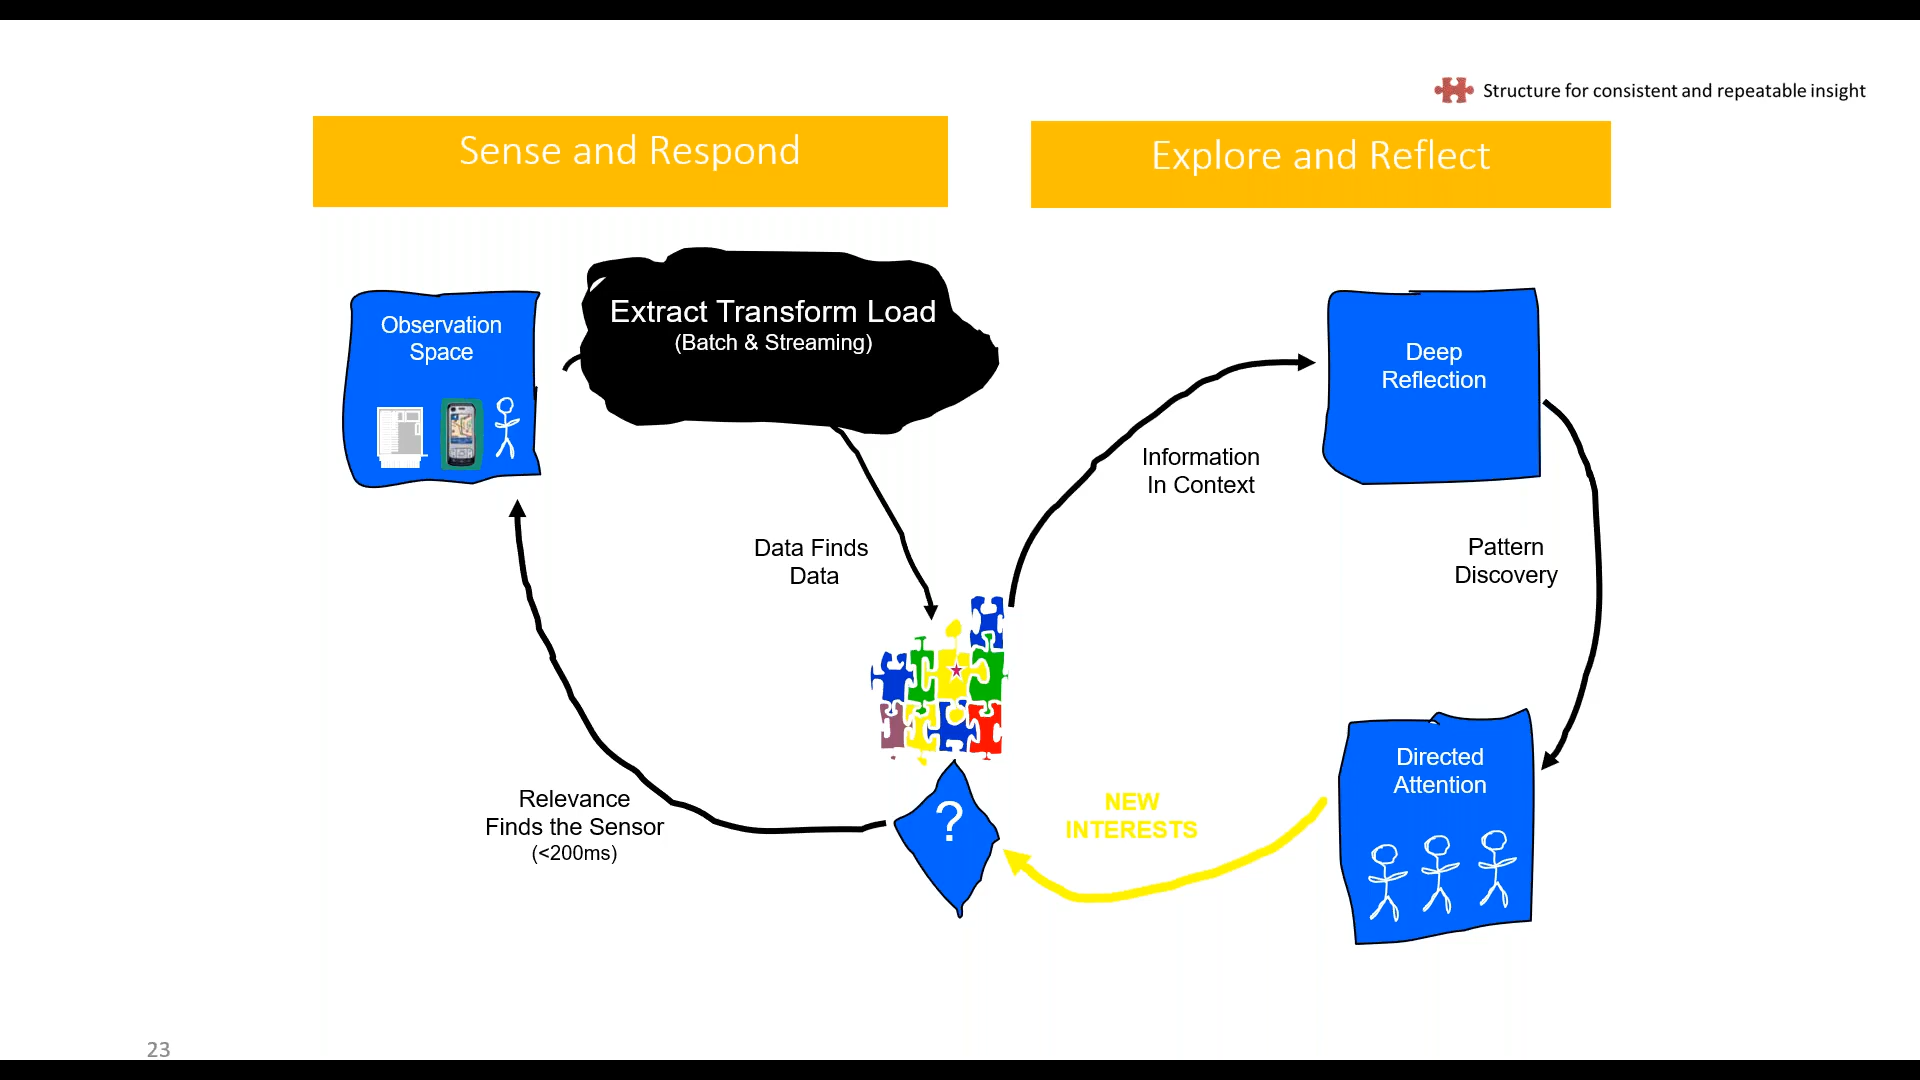 Structure for consistent and repeatable insight
Sense and Respond
Explore and Reflect
Observation
Space
Extract Transform Load
(Batch & Streaming)
Deep
Reflection
Information
In Context
Data Finds
Data
Pattern
Discovery
Relevance
Finds the Sensor
(<200ms)
?
NEW
INTERESTS
Directed
Attention
23